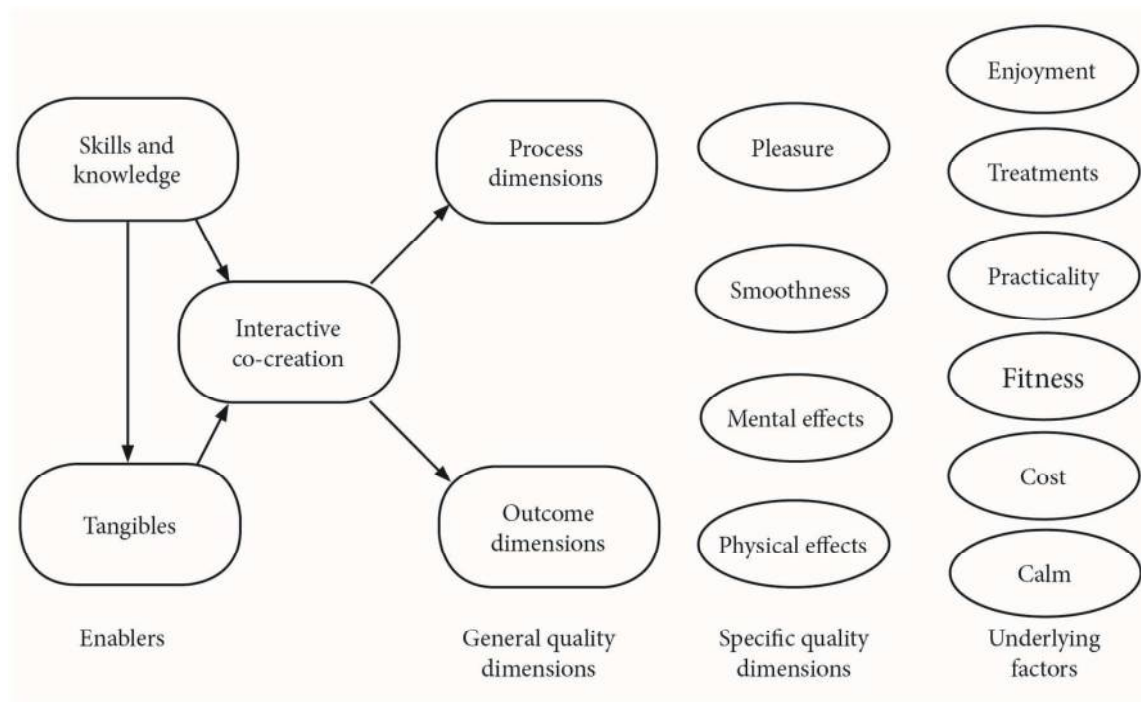 Skills and
knowledge
Tangibles
Enablers
Interactive
co-creation
Process
dimensions
Outcome
dimensions
General quality
dimensions
Pleasure
Smoothness
Mental effects
Physical effects
Specific quality
dimensions
Enjoyment
Treatments
Practicality
Fitness
Cost
Calm
Underlying
factors